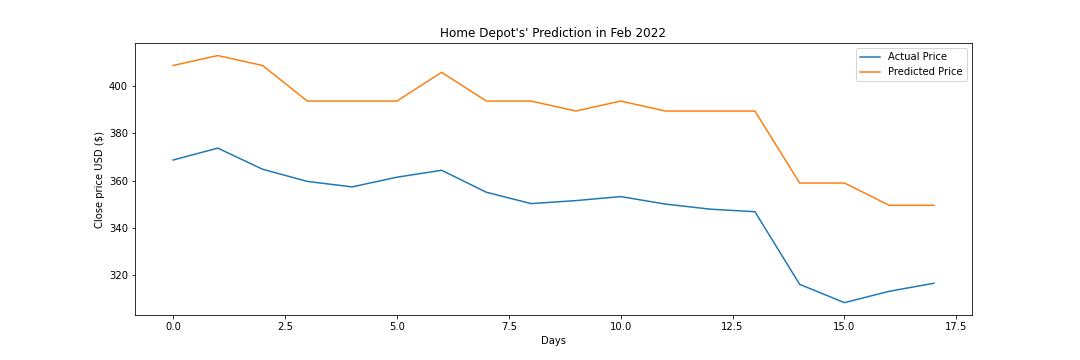 Home Depot's' Prediction in Feb 2022
Actual Price
Predicted Price
Close price USD ($)
400
380
360
340
320
0.0 2.5 5.0 7.5 10.0 12.5 15.0 17.5
Days